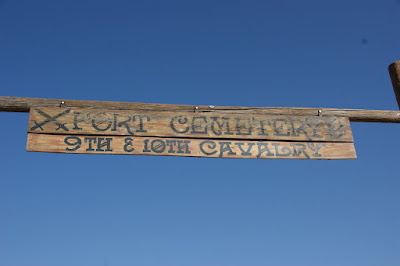 FORT CEMETERY
9TH & 10TH CAVALRY